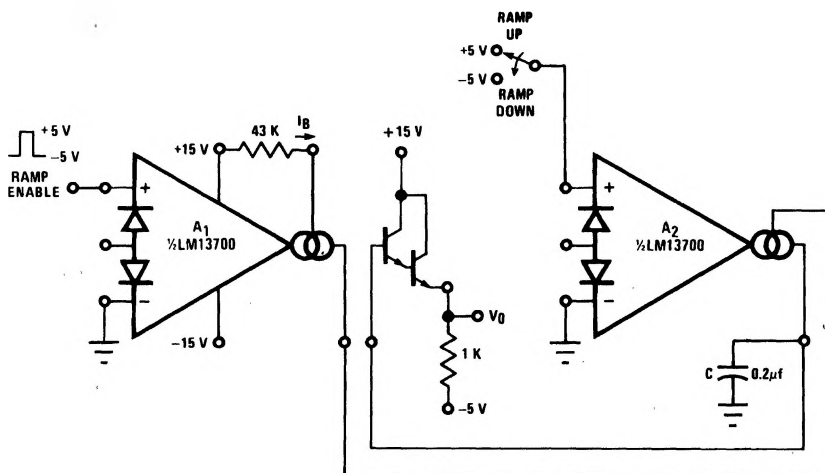 RAMP
UP
+5 V
-5 V
RAMP
DOWN
+5 V
-5 V
RAMP
ENABLE
43 K
I_B
+15 V
+
A1
½LM13700
-
-15 V
+15 V
V0
1 K
-5 V
+
A2
½LM13700
-
C
0.2μf